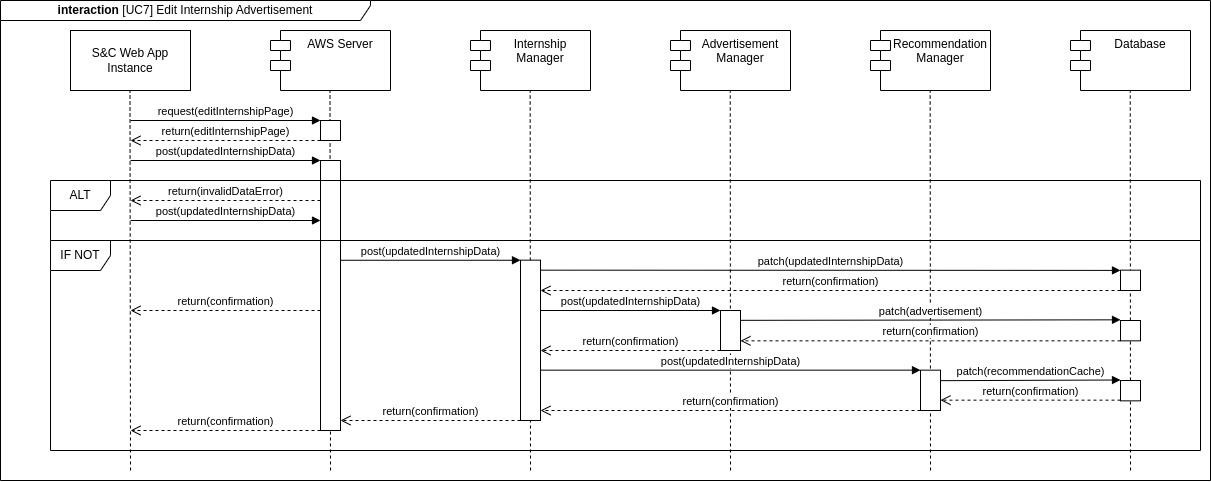 interaction [UC7] Edit Internship Advertisement
S&C Web App
Instance
AWS Server
Internship
Manager
Advertisement
Manager
Recommendation
Manager
Database
request(editInternshipPage)
return(editInternshipPage)
post(updatedInternshipData)
ALT
return(invalidDataError)
post(updatedInternshipData)
IF NOT
post(updatedInternshipData)
patch(updatedInternshipData)
return(confirmation)
return(confirmation)
post(updatedInternshipData)
patch(advertisement)
return(confirmation)
return(confirmation)
post(updatedInternshipData)
patch(recommendationCache)
return(confirmation)
return(confirmation)
return(confirmation)
return(confirmation)